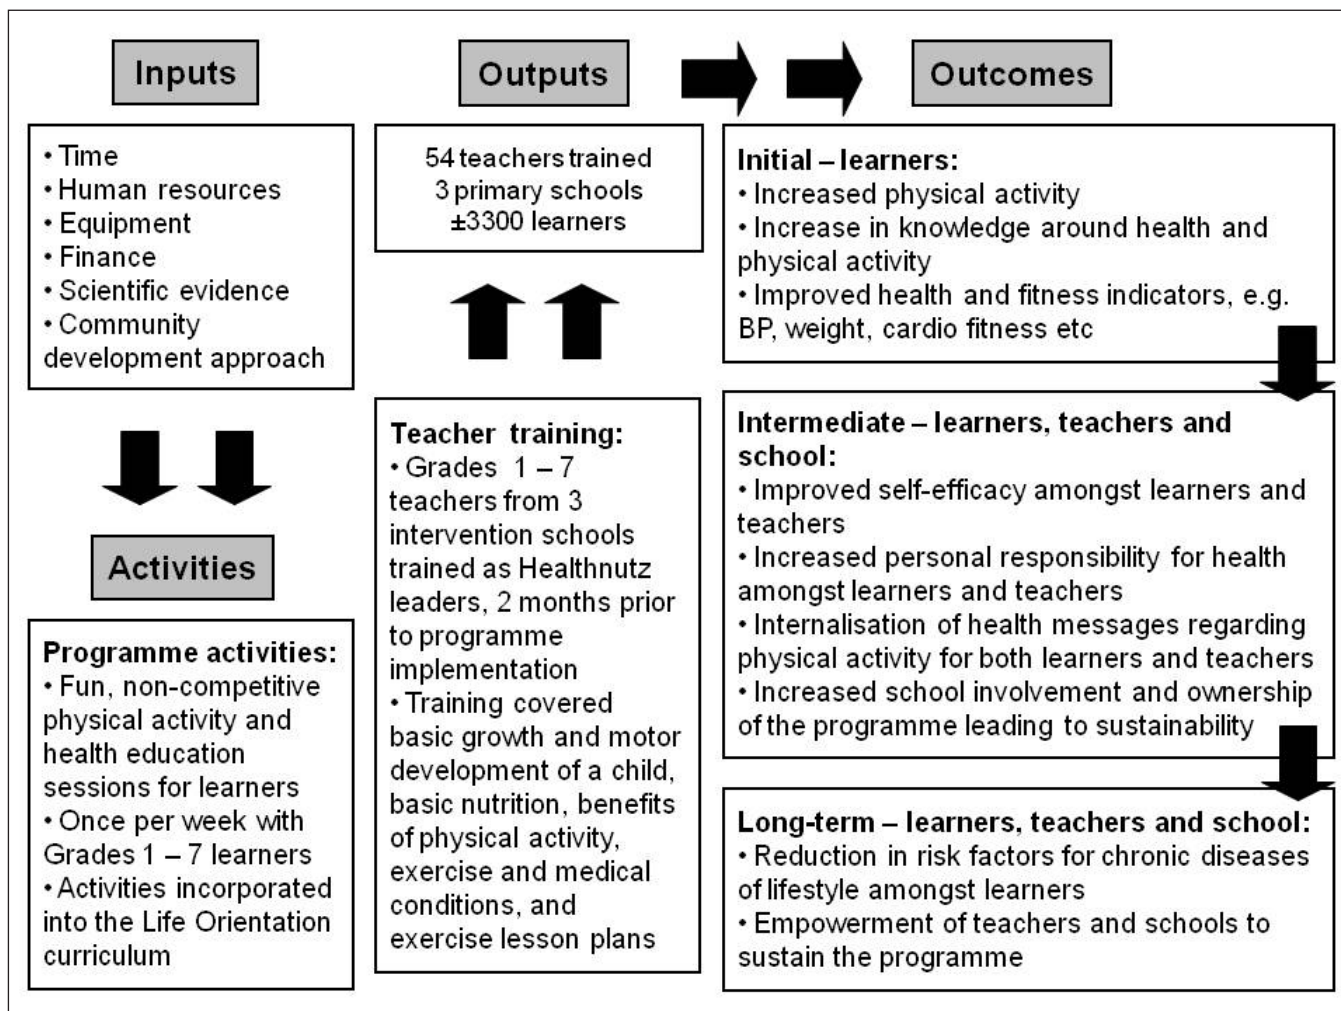 Inputs
• Time
• Human resources
• Equipment
• Finance
• Scientific evidence
• Community
development approach
Activities
Programme activities:
• Fun, non-competitive
physical activity and
health education
sessions for learners
• Once per week with
Grades 1 – 7 learners
• Activities incorporated
into the Life Orientation
curriculum
Outputs
54 teachers trained
3 primary schools
±3300 learners
Teacher training:
• Grades 1 – 7
teachers from 3
intervention schools
trained as Healthnutz
leaders, 2 months prior
to programme
implementation
• Training covered
basic growth and motor
development of a child,
basic nutrition, benefits
of physical activity,
exercise and medical
conditions, and
exercise lesson plans
Outcomes
Initial – learners:
• Increased physical activity
• Increase in knowledge around health and
physical activity
• Improved health and fitness indicators, e.g.
BP, weight, cardio fitness etc
Intermediate – learners, teachers and
school:
• Improved self-efficacy amongst learners and
teachers
• Increased personal responsibility for health
amongst learners and teachers
• Internalisation of health messages regarding
physical activity for both learners and teachers
• Increased school involvement and ownership
of the programme leading to sustainability
Long-term – learners, teachers and school:
• Reduction in risk factors for chronic diseases
of lifestyle amongst learners
• Empowerment of teachers and schools to
sustain the programme